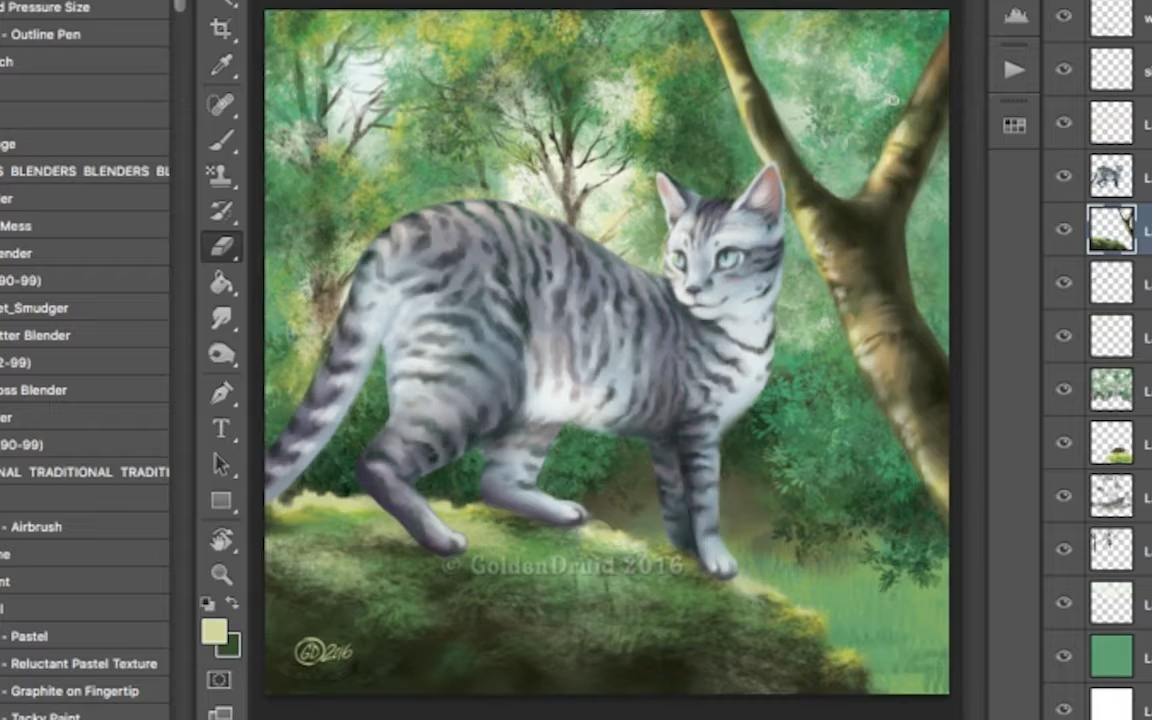 d Pressure Size
- Outline Pen
ch
ge
S BLENDERS BLENDERS BL
der
Mess
ender
90-99)
et_Smudger
tter Blender
2-99)
oss Blender
er
90-99)
NAL TRADITIONAL TRADITI
- Airbrush
ne
nt
l
- Pastel
- Reluctant Pastel Texture
- Graphite on Fingertip
- Tacky Paint
T
© GoldenDruid 2016
GD 2016